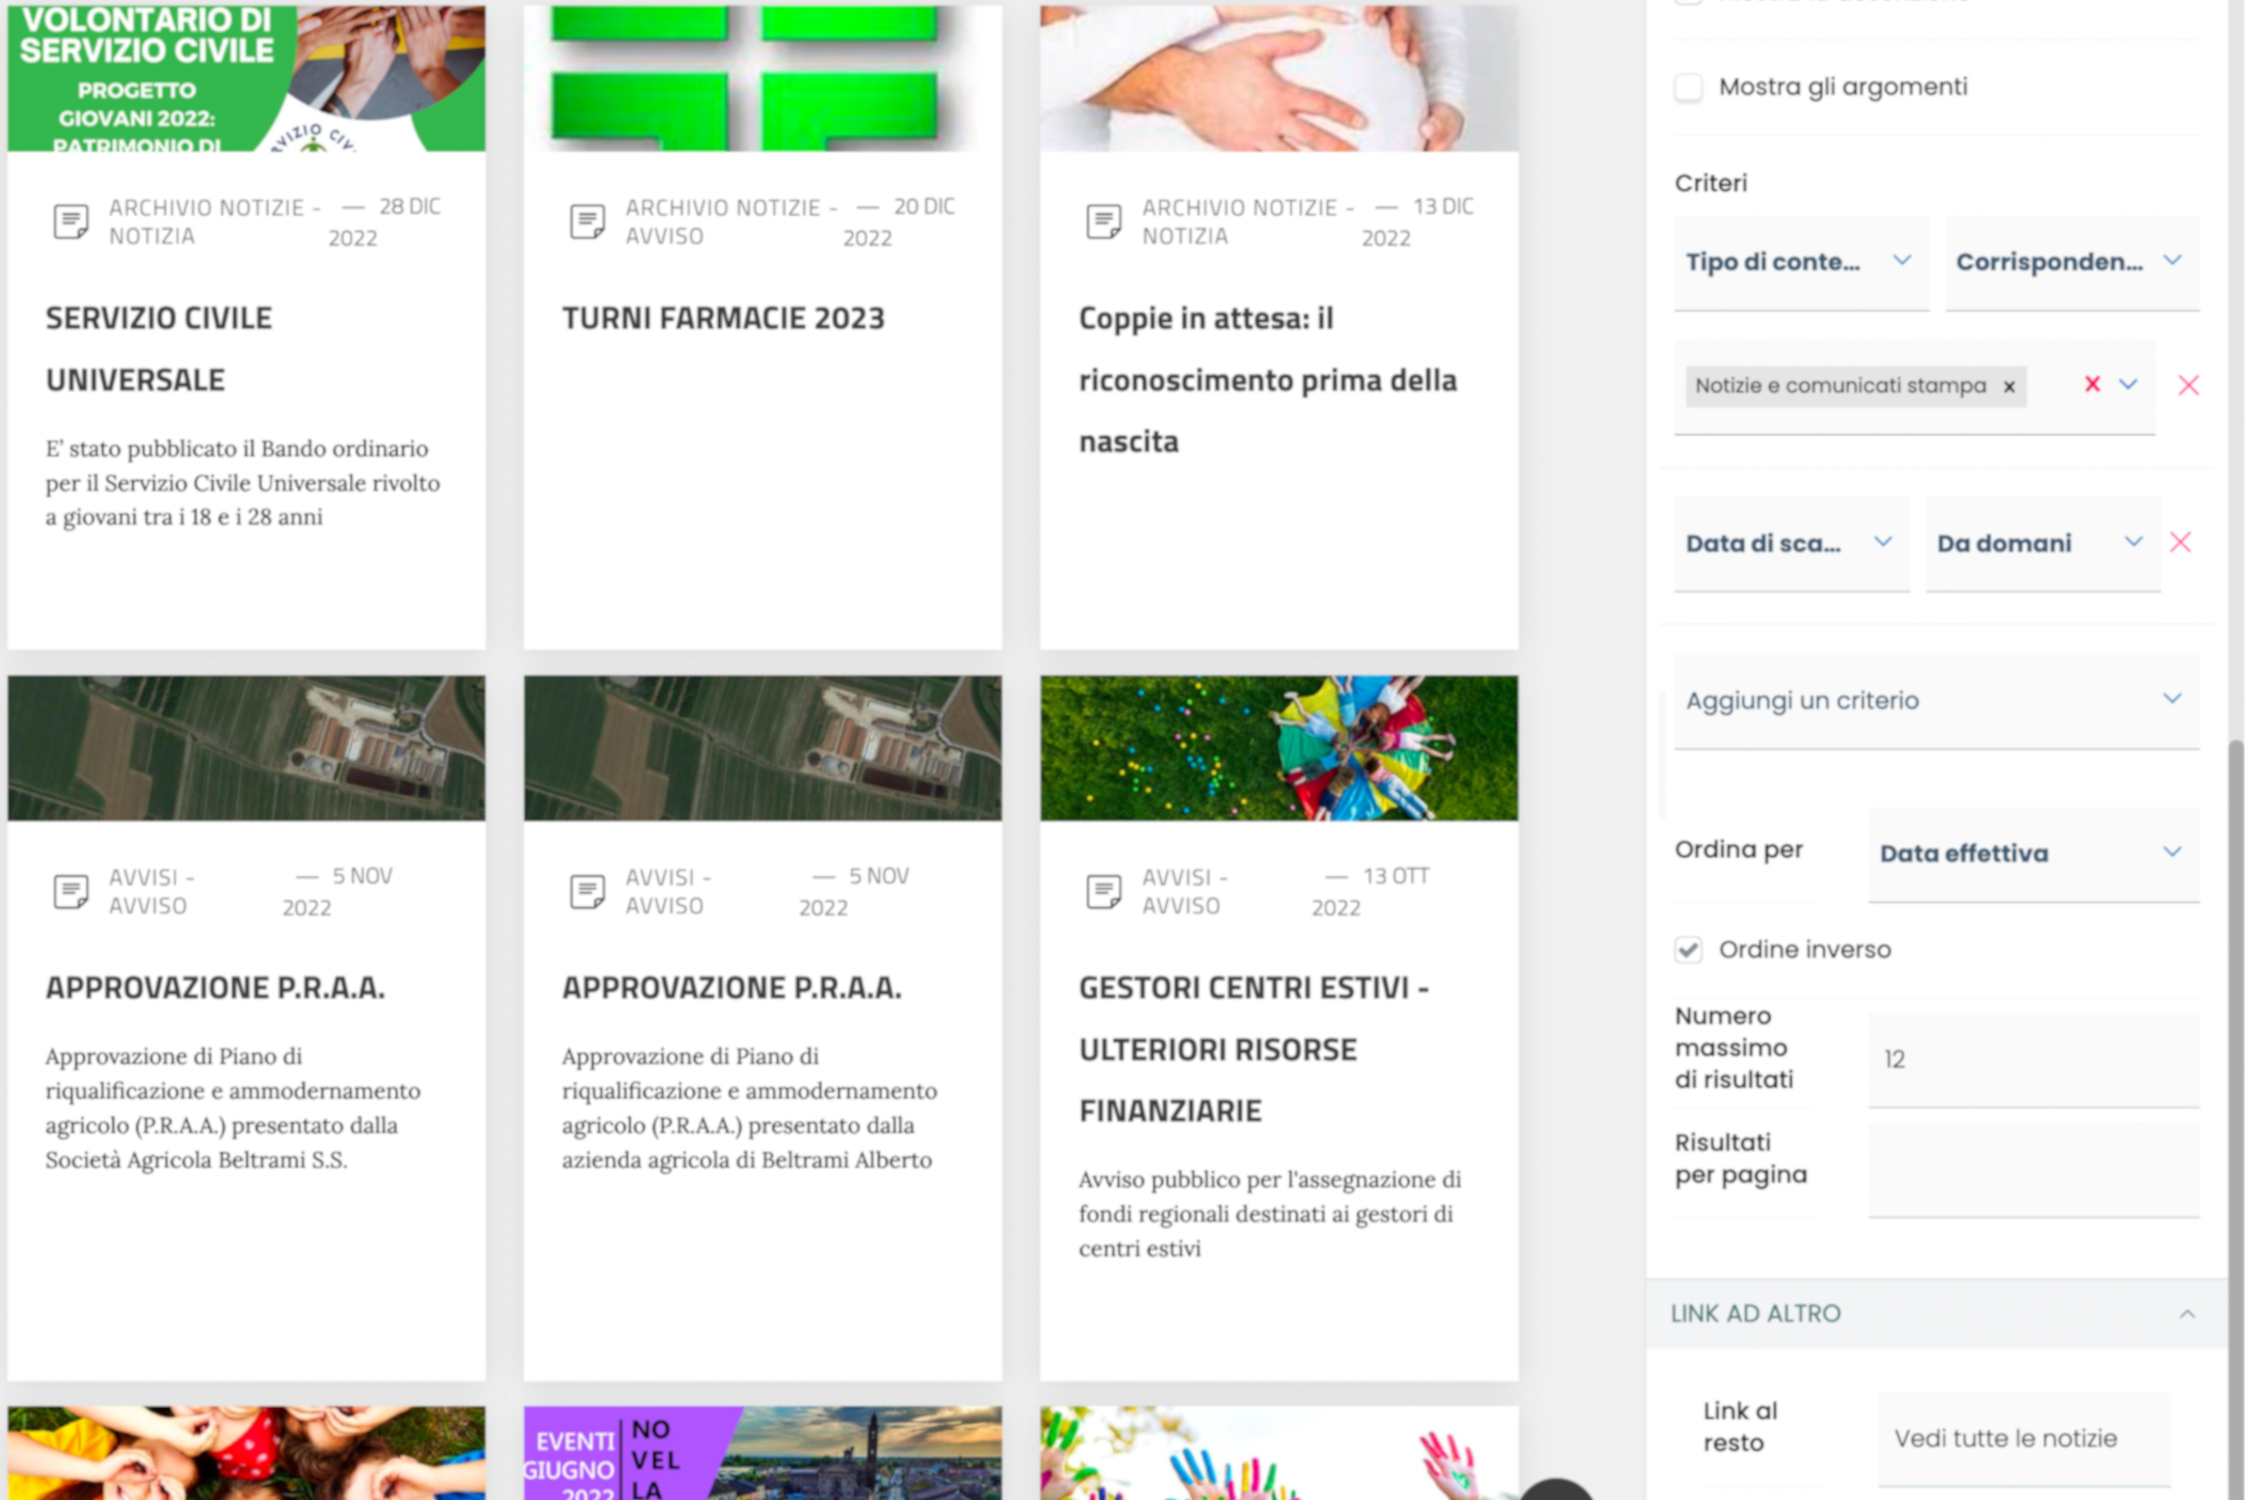 VOLONTARIO DI
SERVIZIO CIVILE
PROGETTO
GIOVANI 2022:
PATRIMONIO DI
ARCHIVIO NOTIZIE - — 28 DIC
NOTIZIA 2022
SERVIZIO CIVILE
UNIVERSALE
E' stato pubblicato il Bando ordinario
per il Servizio Civile Universale rivolto
a giovani tra i 18 e i 28 anni
ARCHIVIO NOTIZIE - — 20 DIC
AVVISO 2022
TURNI FARMACIE 2023
ARCHIVIO NOTIZIE - — 13 DIC
NOTIZIA 2022
Coppie in attesa: il
riconoscimento prima della
nascita
AVVISI - — 5 NOV
AVVISO 2022
APPROVAZIONE P.R.A.A.
Approvazione di Piano di
riqualificazione e ammodernamento
agricolo (P.R.A.A.) presentato dalla
Società Agricola Beltrami S.S.
AVVISI - — 5 NOV
AVVISO 2022
APPROVAZIONE P.R.A.A.
Approvazione di Piano di
riqualificazione e ammodernamento
agricolo (P.R.A.A.) presentato dalla
azienda agricola di Beltrami Alberto
AVVISI - — 13 OTT
AVVISO 2022
GESTORI CENTRI ESTIVI -
ULTERIORI RISORSE
FINANZIARIE
Avviso pubblico per l'assegnazione di
fondi regionali destinati ai gestori di
centri estivi
EVENTI
GIUGNO
2022
NO
VEL
LA
Mostra gli argomenti
Criteri
Tipo di conte... Corrisponden...
Notizie e comunicati stampa x
Data di sca... Da domani
Aggiungi un criterio
Ordina per Data effettiva
Ordine inverso
Numero
massimo
di risultati
12
Risultati
per pagina
LINK AD ALTRO
Link al
resto
Vedi tutte le notizie